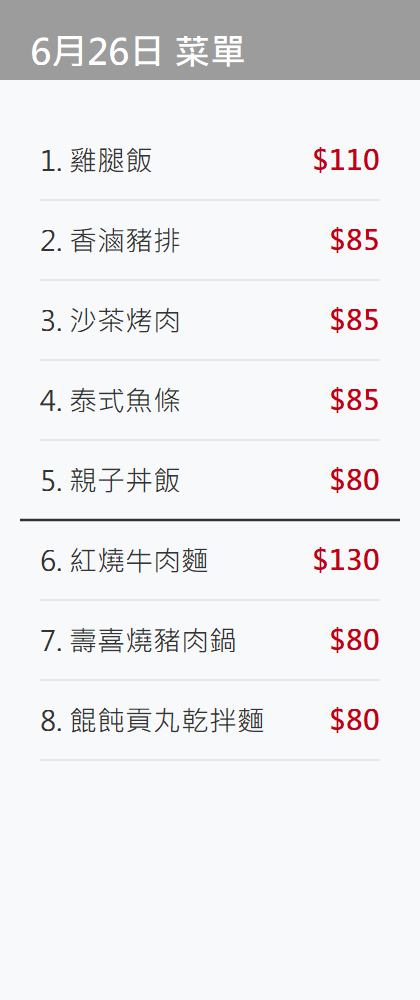 6月26日 菜單
1. 雞腿飯 $110
2. 香滷豬排 $85
3. 沙茶烤肉 $85
4. 泰式魚條 $85
5. 親子丼飯 $80
6. 紅燒牛肉麵 $130
7. 壽喜燒豬肉鍋 $80
8. 餛飩貢丸乾拌麵 $80